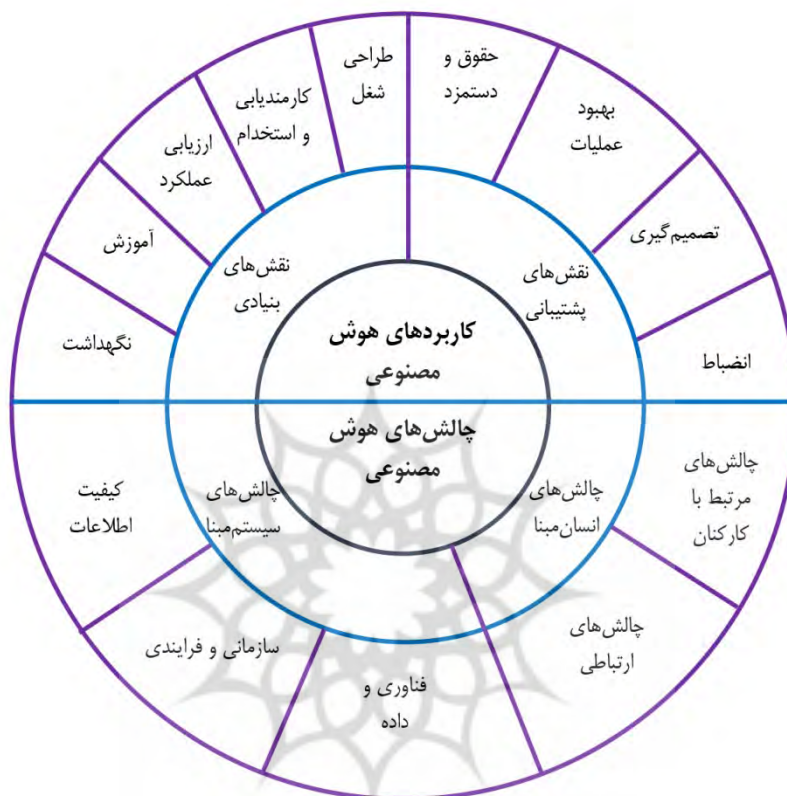 حقوق و
دستمزد
طراحی
شغل
کارمندیابی
و استخدام
بهبود
عملیات
ارزیابی
عملکرد
تصمیم‌گیری
آموزش
نقش‌های
بنیادی
نقش‌های
پشتیبانی
کاربردهای هوش
مصنوعی
نگهداشت
انضباط
چالش‌های هوش
مصنوعی
چالش‌های
مرتبط با
کارکنان
چالش‌های
انسان‌مبنا
چالش‌های
سیستم‌مبنا
کیفیت
اطلاعات
چالش‌های
ارتباطی
سازمانی و فرایندی
فناوری و
داده